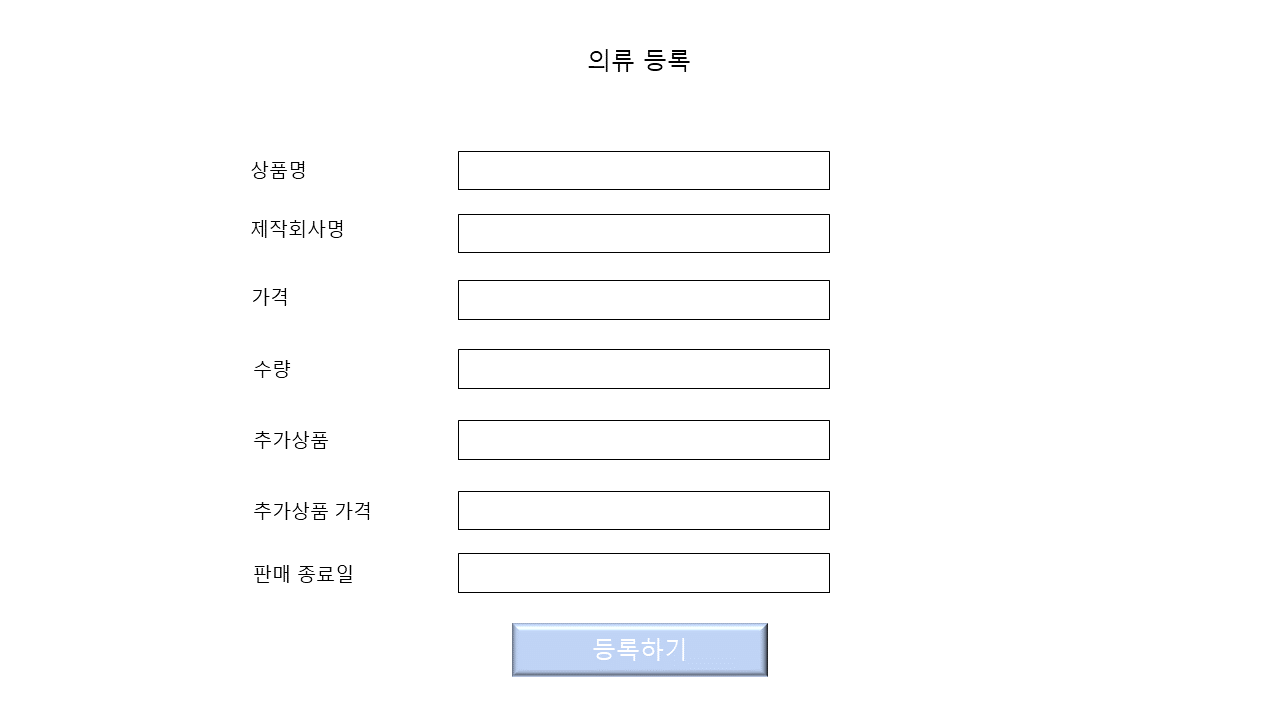 의류 등록
상품명
제작회사명
가격
수량
추가상품
추가상품 가격
판매 종료일
등록하기